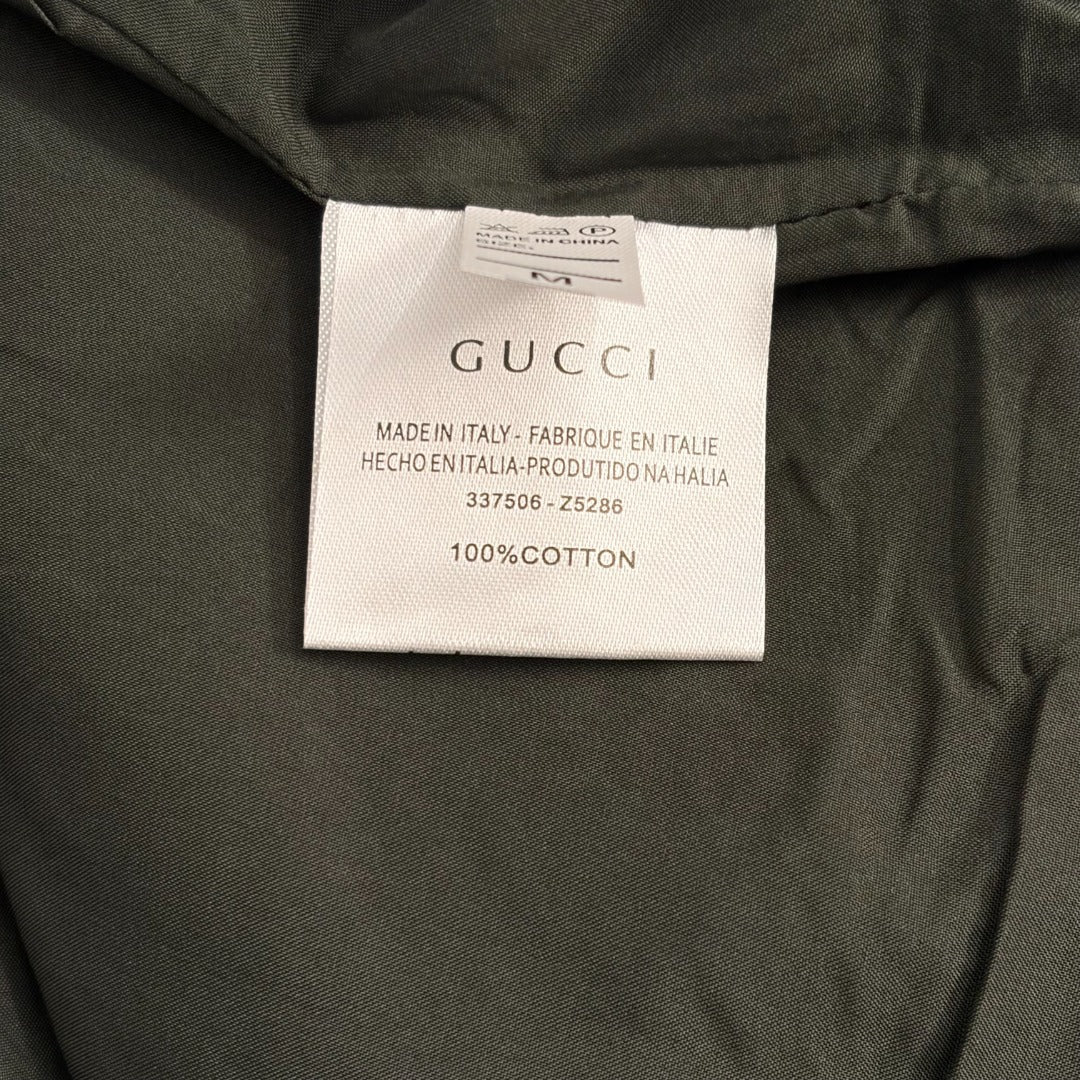 MADE IN CHINA
SIZE:
M
GUCCI
MADE IN ITALY - FABRIQUE EN ITALIE
HECHO EN ITALIA-PRODUTIDO NA HALIA
337506 - Z5286
100%COTTON